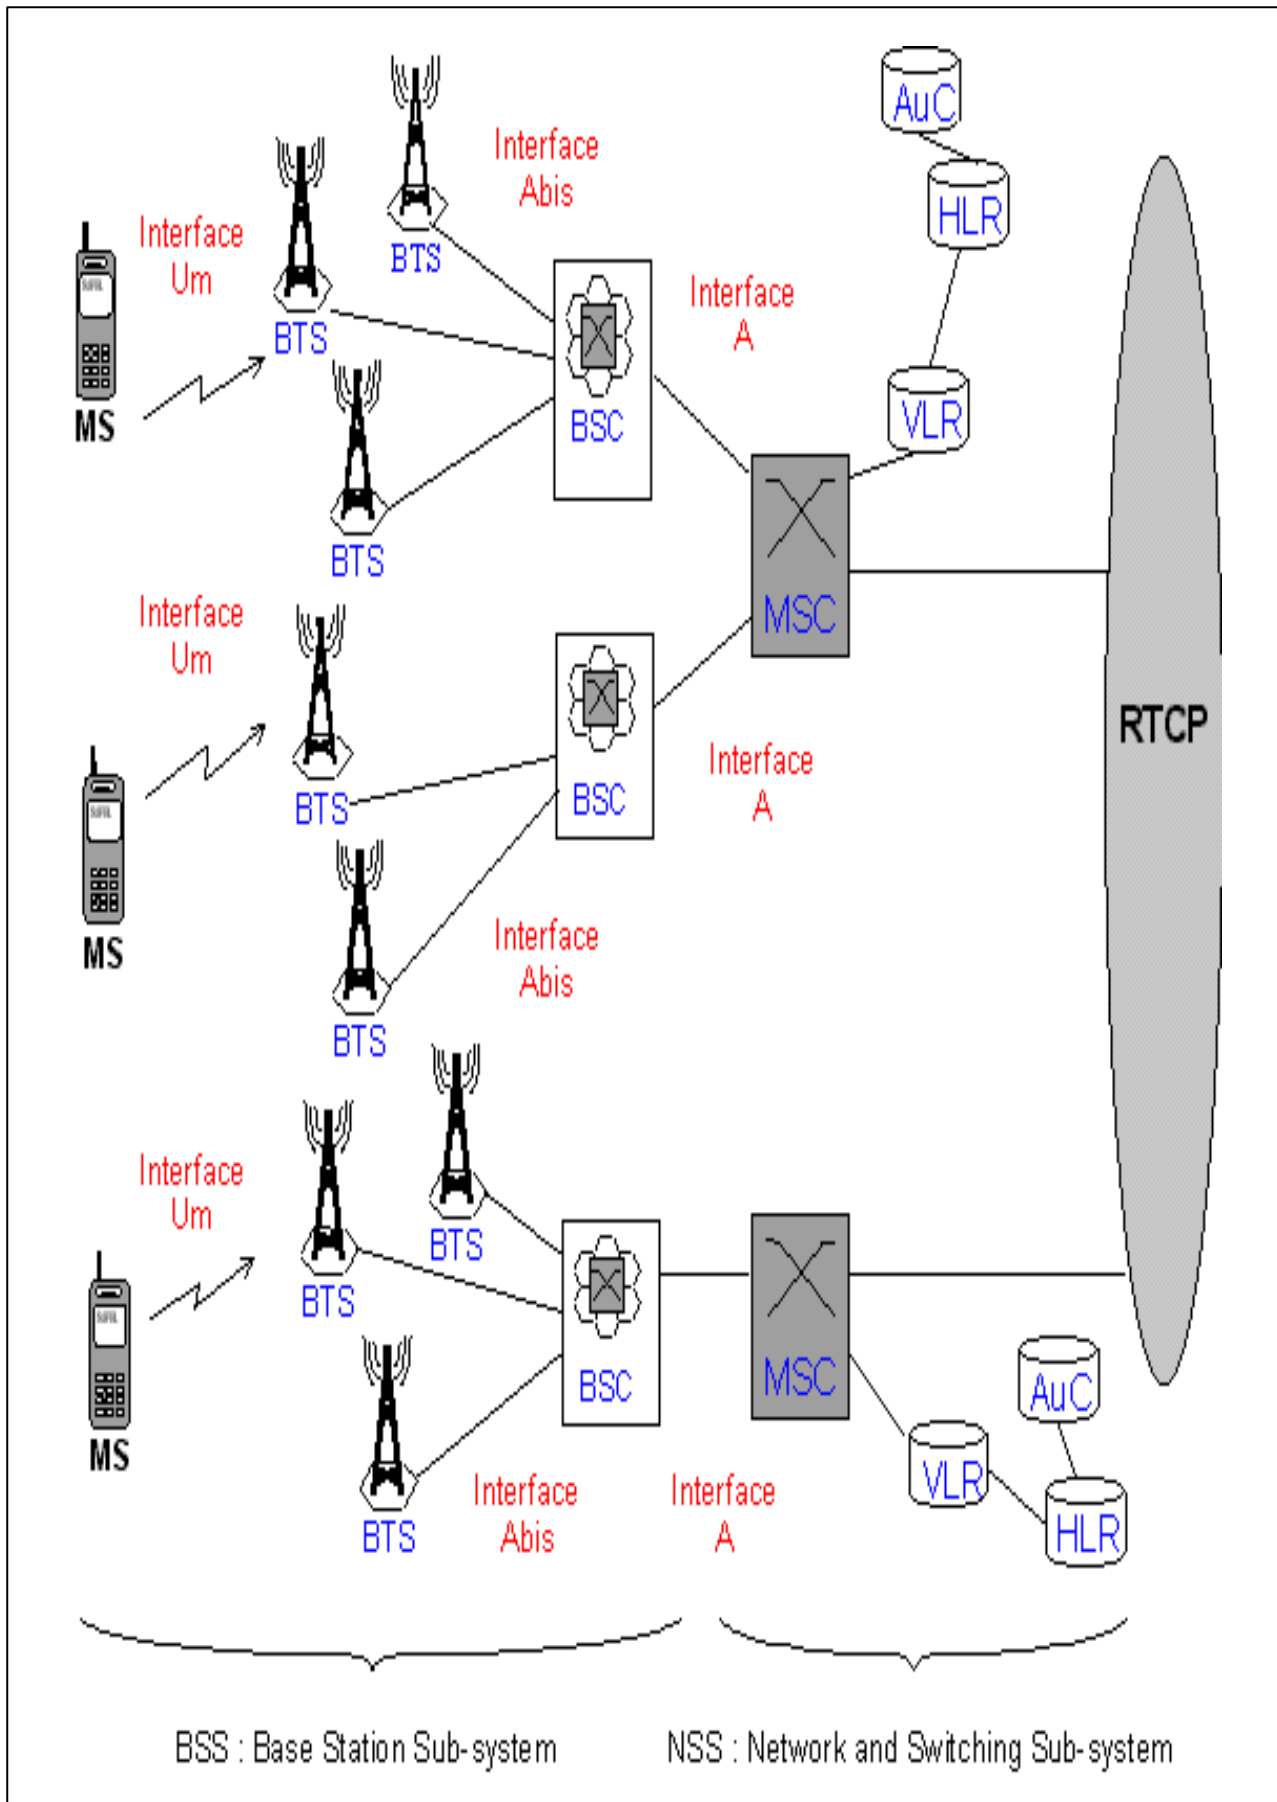 AuC
Interface
Abis
HLR
Interface
Um
BTS
Interface
A
BTS
MS
BSC
VLR
BTS
MSC
Interface
Um
RTCP
Interface
A
BTS
BSC
MS
Interface
Abis
BTS
Interface
Um
BTS
BTS
MSC
BSC
AuC
MS
VLR
Interface
Abis
Interface
A
BTS
HLR
BSS : Base Station Sub-system
NSS : Network and Switching Sub-system